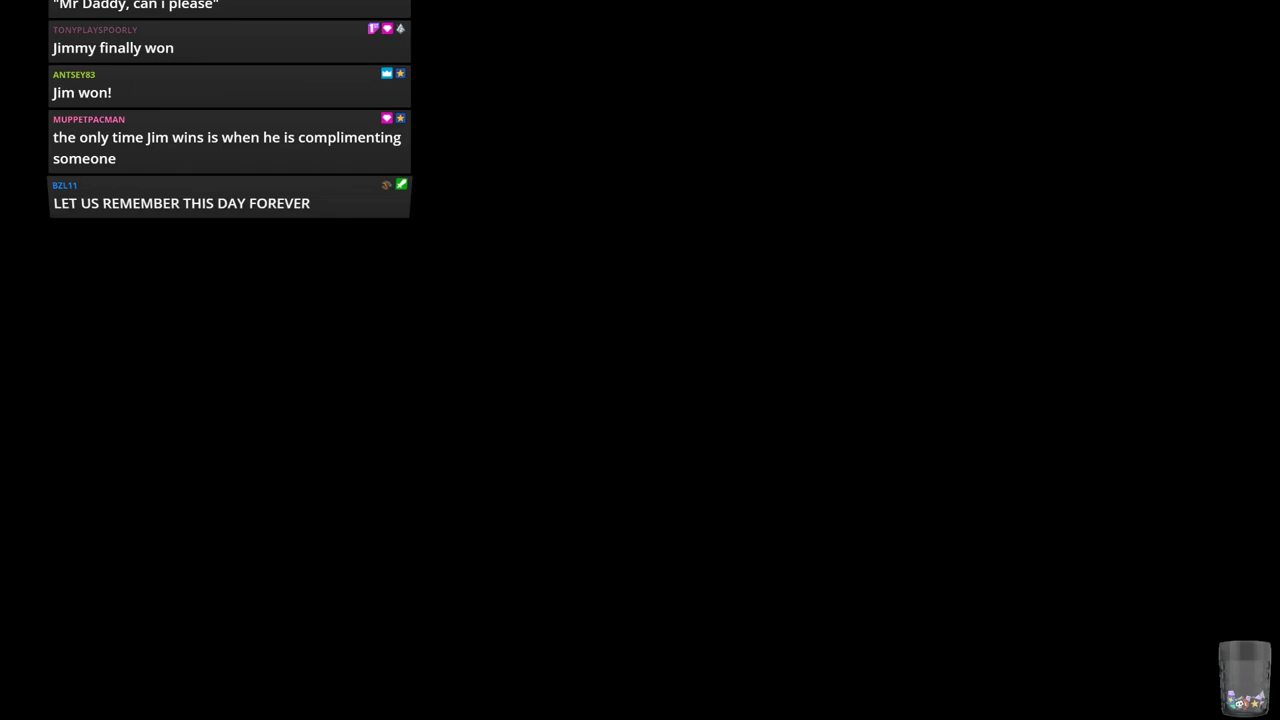 "Mr Daddy, can i please"
TONYPLAYSPOORLY
Jimmy finally won
ANTSEY83
Jim won!
MUPPETPACMAN
the only time Jim wins is when he is complimenting
someone
BZL11
LET US REMEMBER THIS DAY FOREVER